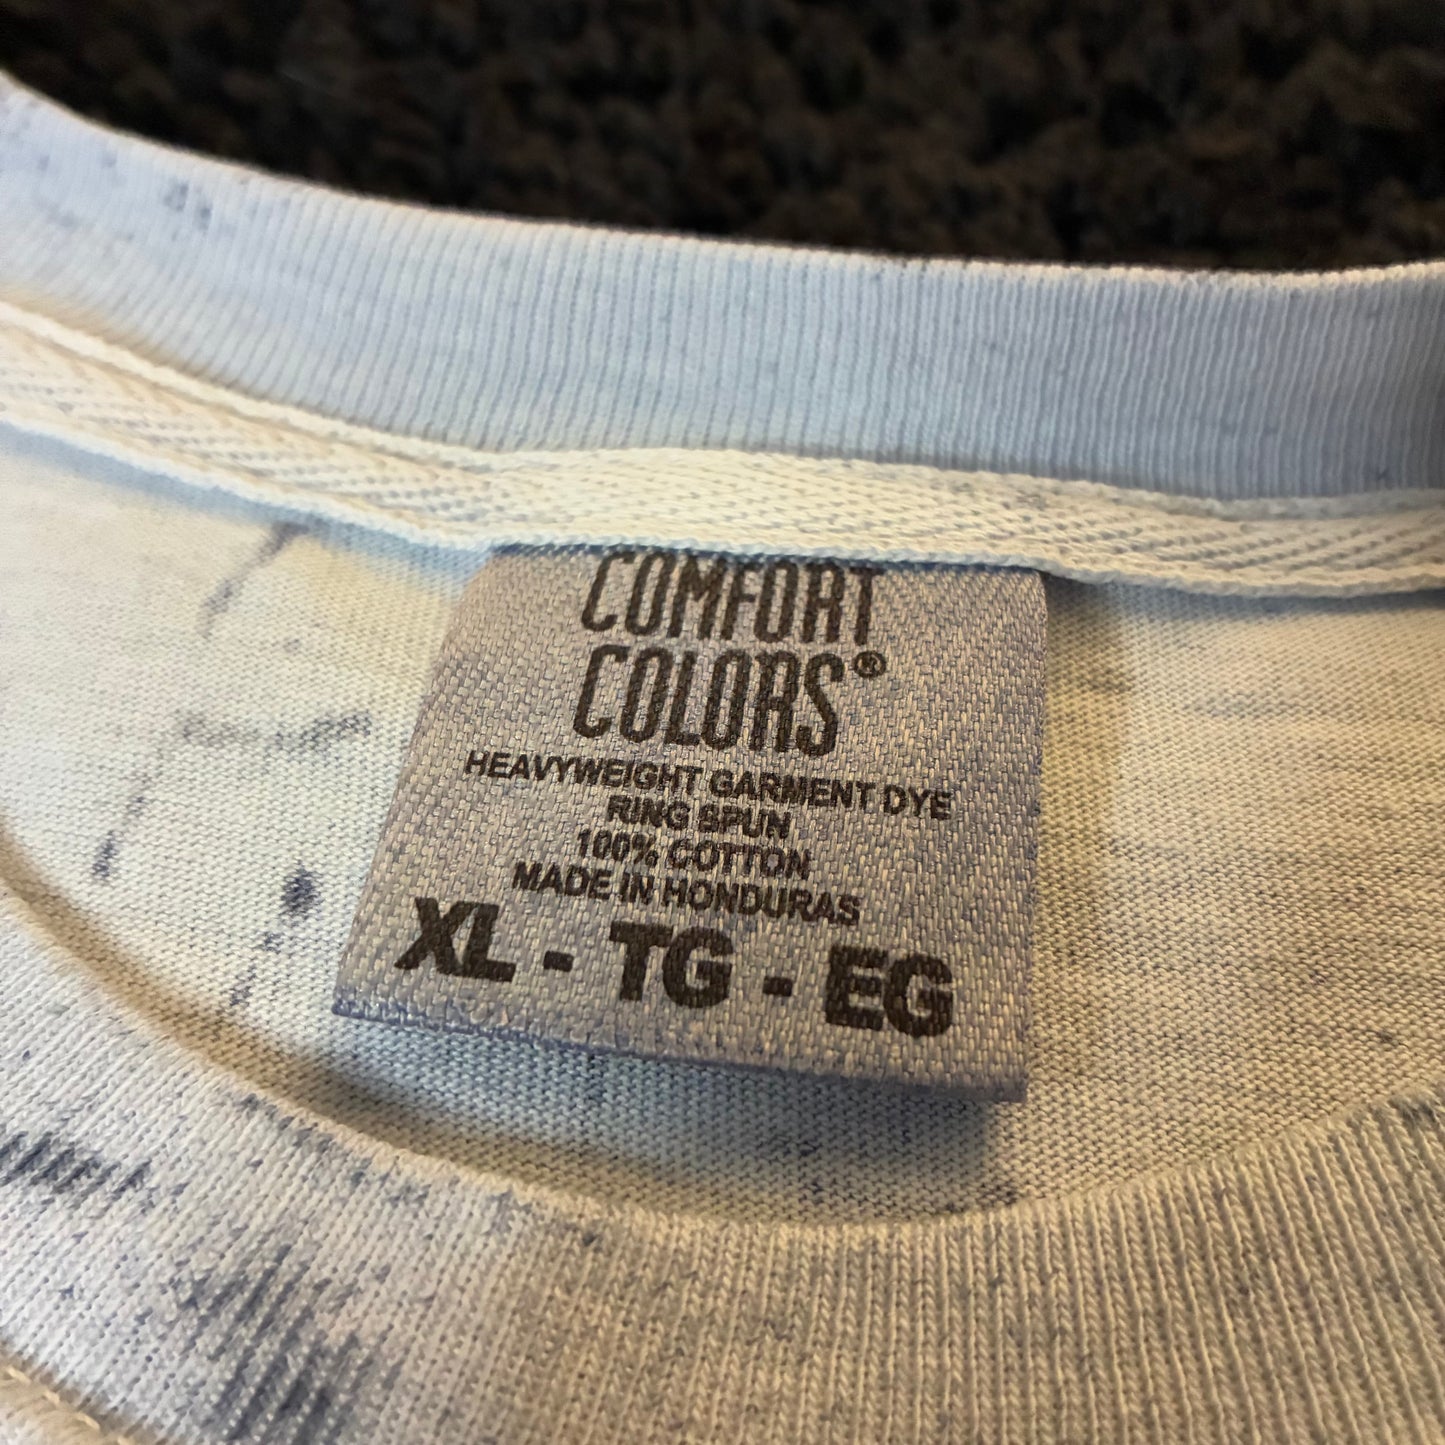 COMFORT
COLORS®
HEAVYWEIGHT GARMENT DYE
RING SPUN
100% COTTON
MADE IN HONDURAS
XL - TG - EG